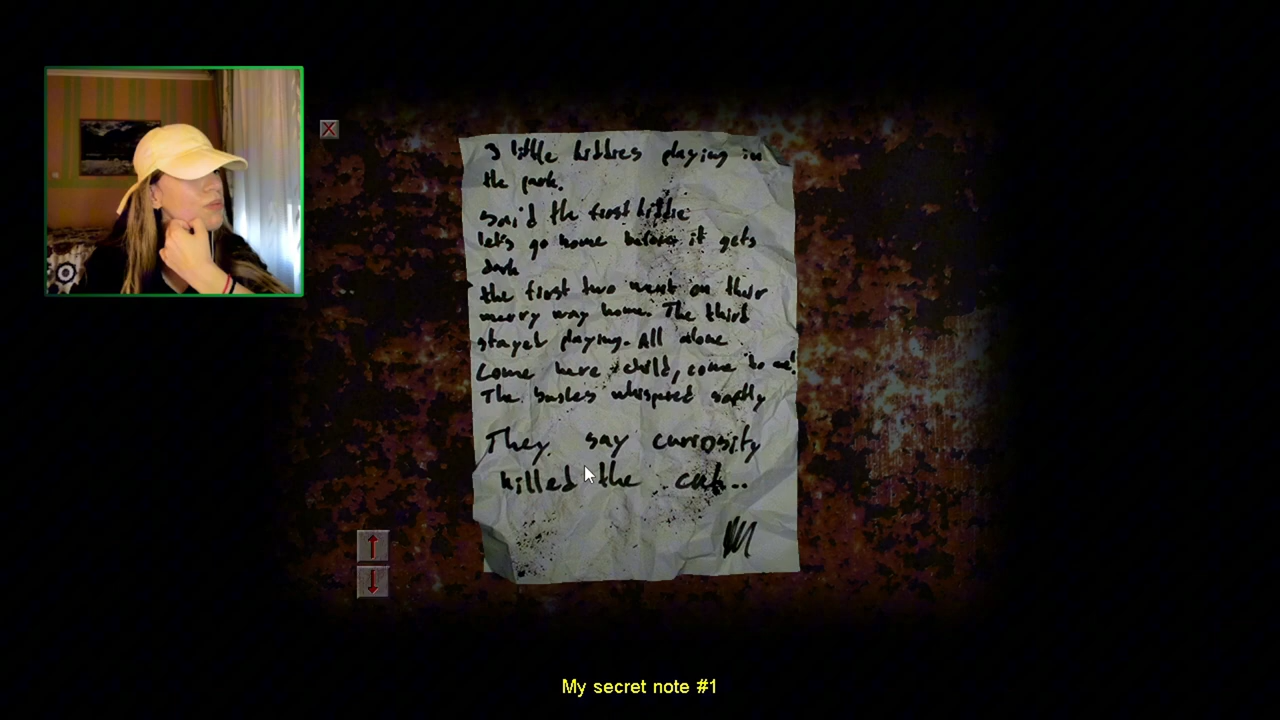 3 little kiddies playing in
the park.
said the first kiddie
let's go home before it gets
dark
the first two went on their
merry way home. The third
stayed playing. All alone
Come here child, come to me!
The bushes whispered softly
They say curiosity
killed the cat..
My secret note #1